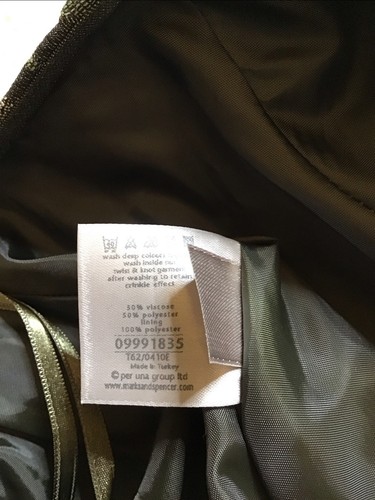 wash deep colours
wash inside
twist & knot garment
after washing to retain
crinkle effect
50% viscose
50% polyester
lining
100% polyester
09991835
T62/0410E
Made in Turkey
© per una group ltd
www.marksandspencer.com